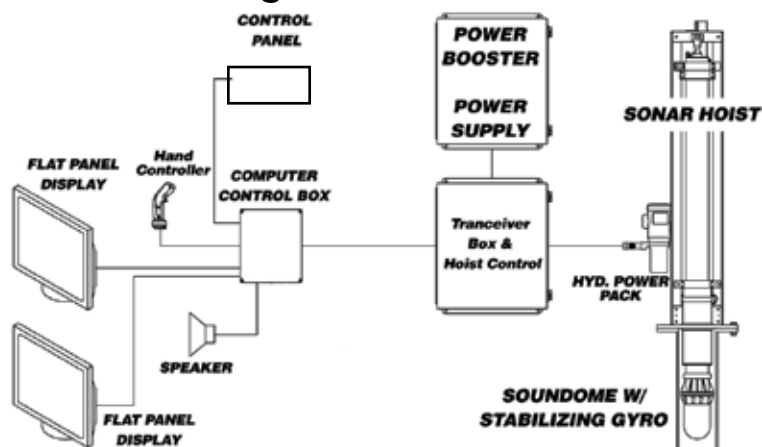 CONTROL
PANEL
POWER
BOOSTER
POWER
SUPPLY
SONAR HOIST
Hand
Controller
FLAT PANEL
DISPLAY
COMPUTER
CONTROL BOX
Tranceiver
Box &
Hoist Control
HYD. POWER
PACK
SPEAKER
SOUNDOME W/
STABILIZING GYRO
FLAT PANEL
DISPLAY